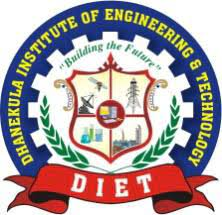 DHANEKULA INSTITUTE OF ENGINEERING & TECHNOLOGY
"Building the Future"
DIET